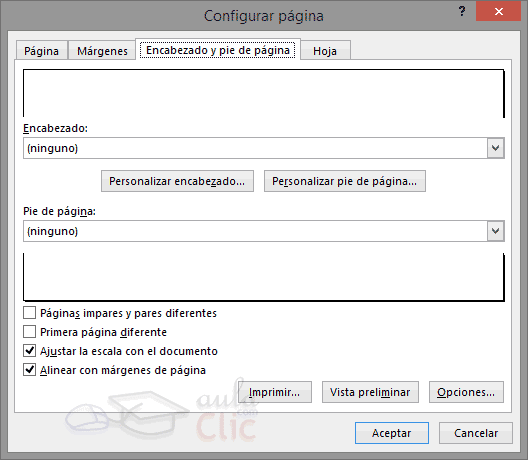 Configurar página
?
Página Márgenes Encabezado y pie de página Hoja
Encabezado:
(ninguno)
Personalizar encabezado... Personalizar pie de página...
Pie de página:
(ninguno)
Páginas impares y pares diferentes
Primera página diferente
Ajustar la escala con el documento
Alinear con márgenes de página
Imprimir... Vista preliminar Opciones...
aula
.com
Clic
Aceptar Cancelar